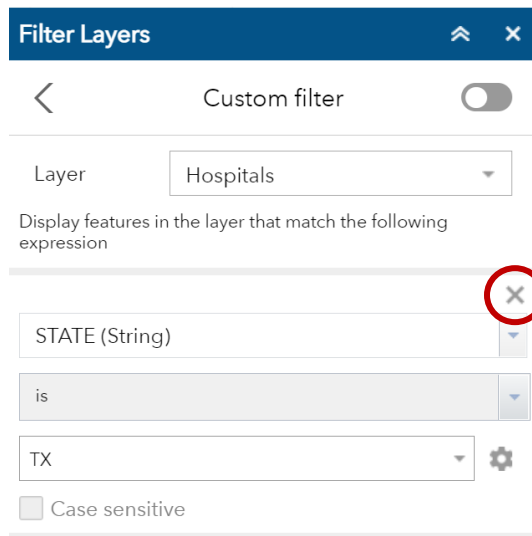 Filter Layers
Custom filter
Layer
Hospitals
Display features in the layer that match the following
expression
STATE (String)
is
TX
Case sensitive